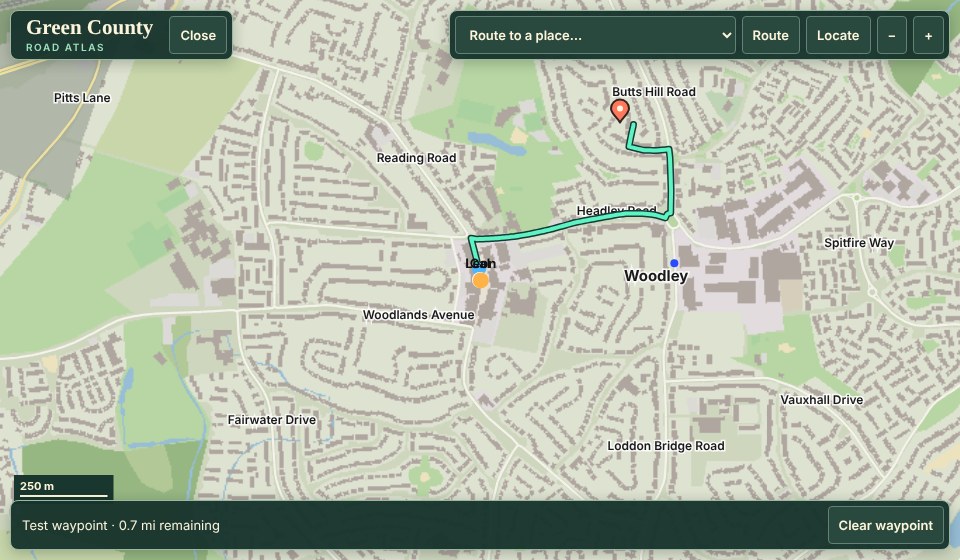 Green County
ROAD ATLAS
Close
Route to a place...
Route
Locate
−
+
Butts Hill Road
Pitts Lane
Reading Road
Headley Road
Spitfire Way
Woodley
Woodlands Avenue
Vauxhall Drive
Fairwater Drive
Loddon Bridge Road
250 m
Test waypoint · 0.7 mi remaining
Clear waypoint